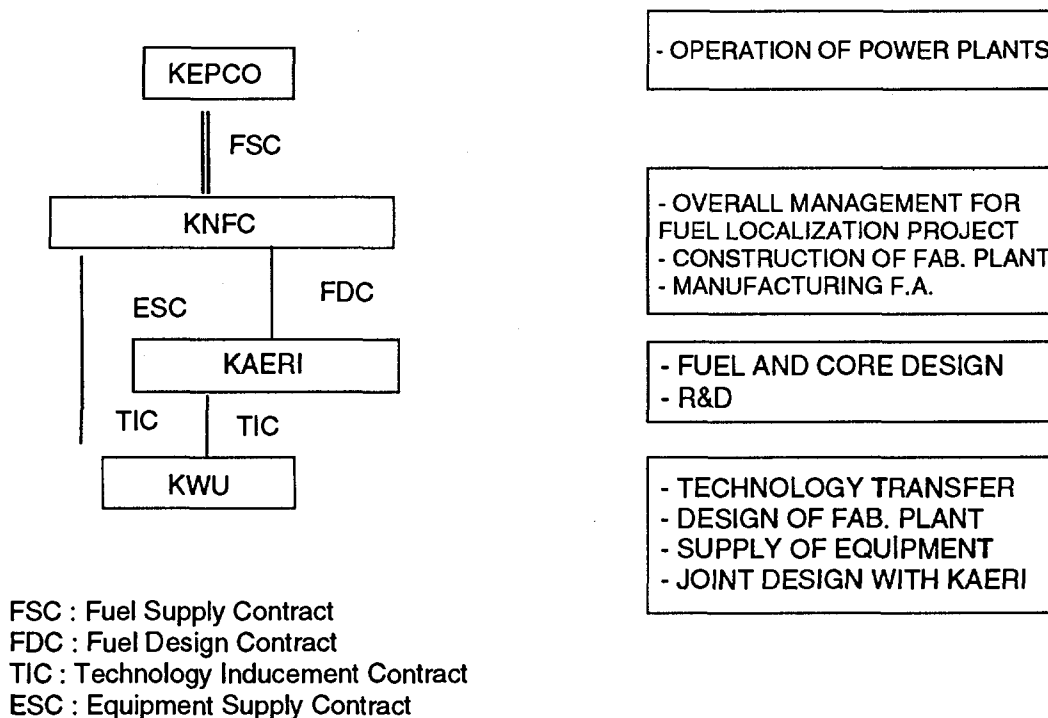 KEPCO
- OPERATION OF POWER PLANTS
FSC
KNFC
- OVERALL MANAGEMENT FOR
FUEL LOCALIZATION PROJECT
- CONSTRUCTION OF FAB. PLANT
- MANUFACTURING F.A.
ESC
FDC
KAERI
- FUEL AND CORE DESIGN
- R&D
TIC
TIC
KWU
- TECHNOLOGY TRANSFER
- DESIGN OF FAB. PLANT
- SUPPLY OF EQUIPMENT
- JOINT DESIGN WITH KAERI
FSC : Fuel Supply Contract
FDC : Fuel Design Contract
TIC : Technology Inducement Contract
ESC : Equipment Supply Contract